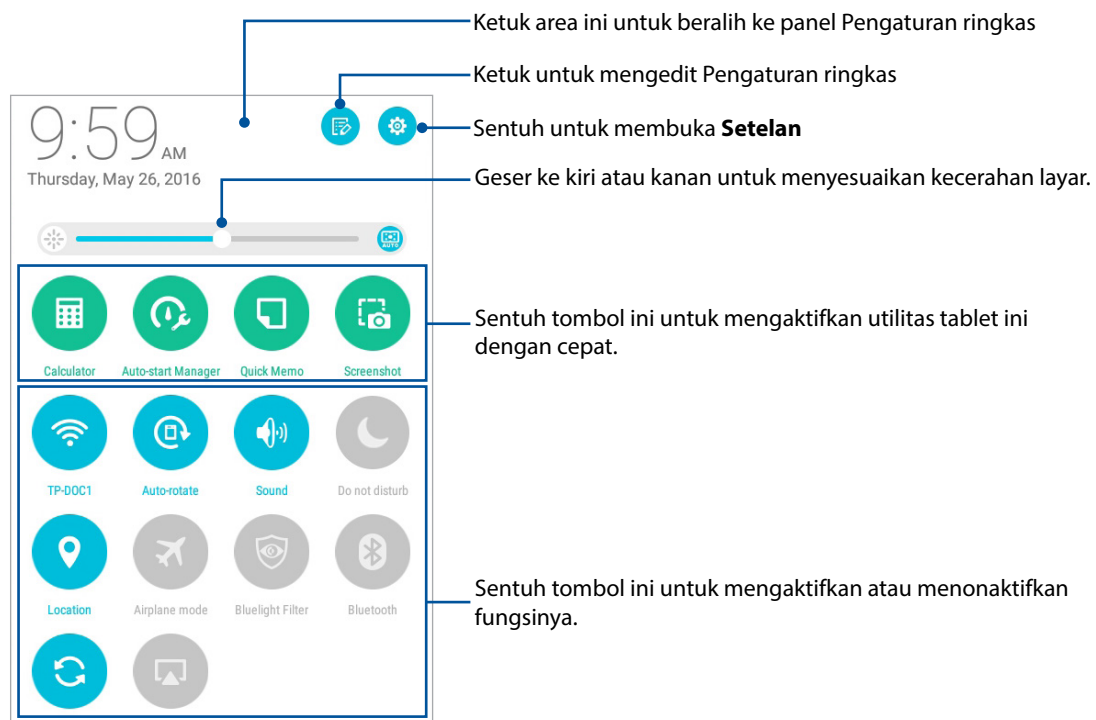 Ketuk area ini untuk beralih ke panel Pengaturan ringkas
Ketuk untuk mengedit Pengaturan ringkas
9:59 AM
Sentuh untuk membuka Setelan
Thursday, May 26, 2016
Geser ke kiri atau kanan untuk menyesuaikan kecerahan layar.
AUTO
Sentuh tombol ini untuk mengaktifkan utilitas tablet ini
dengan cepat.
Calculator Auto-start Manager Quick Memo Screenshot
TP-DOC1 Auto-rotate Sound Do not disturb
Sentuh tombol ini untuk mengaktifkan atau menonaktifkan
fungsinya.
Location Airplane mode Bluelight Filter Bluetooth